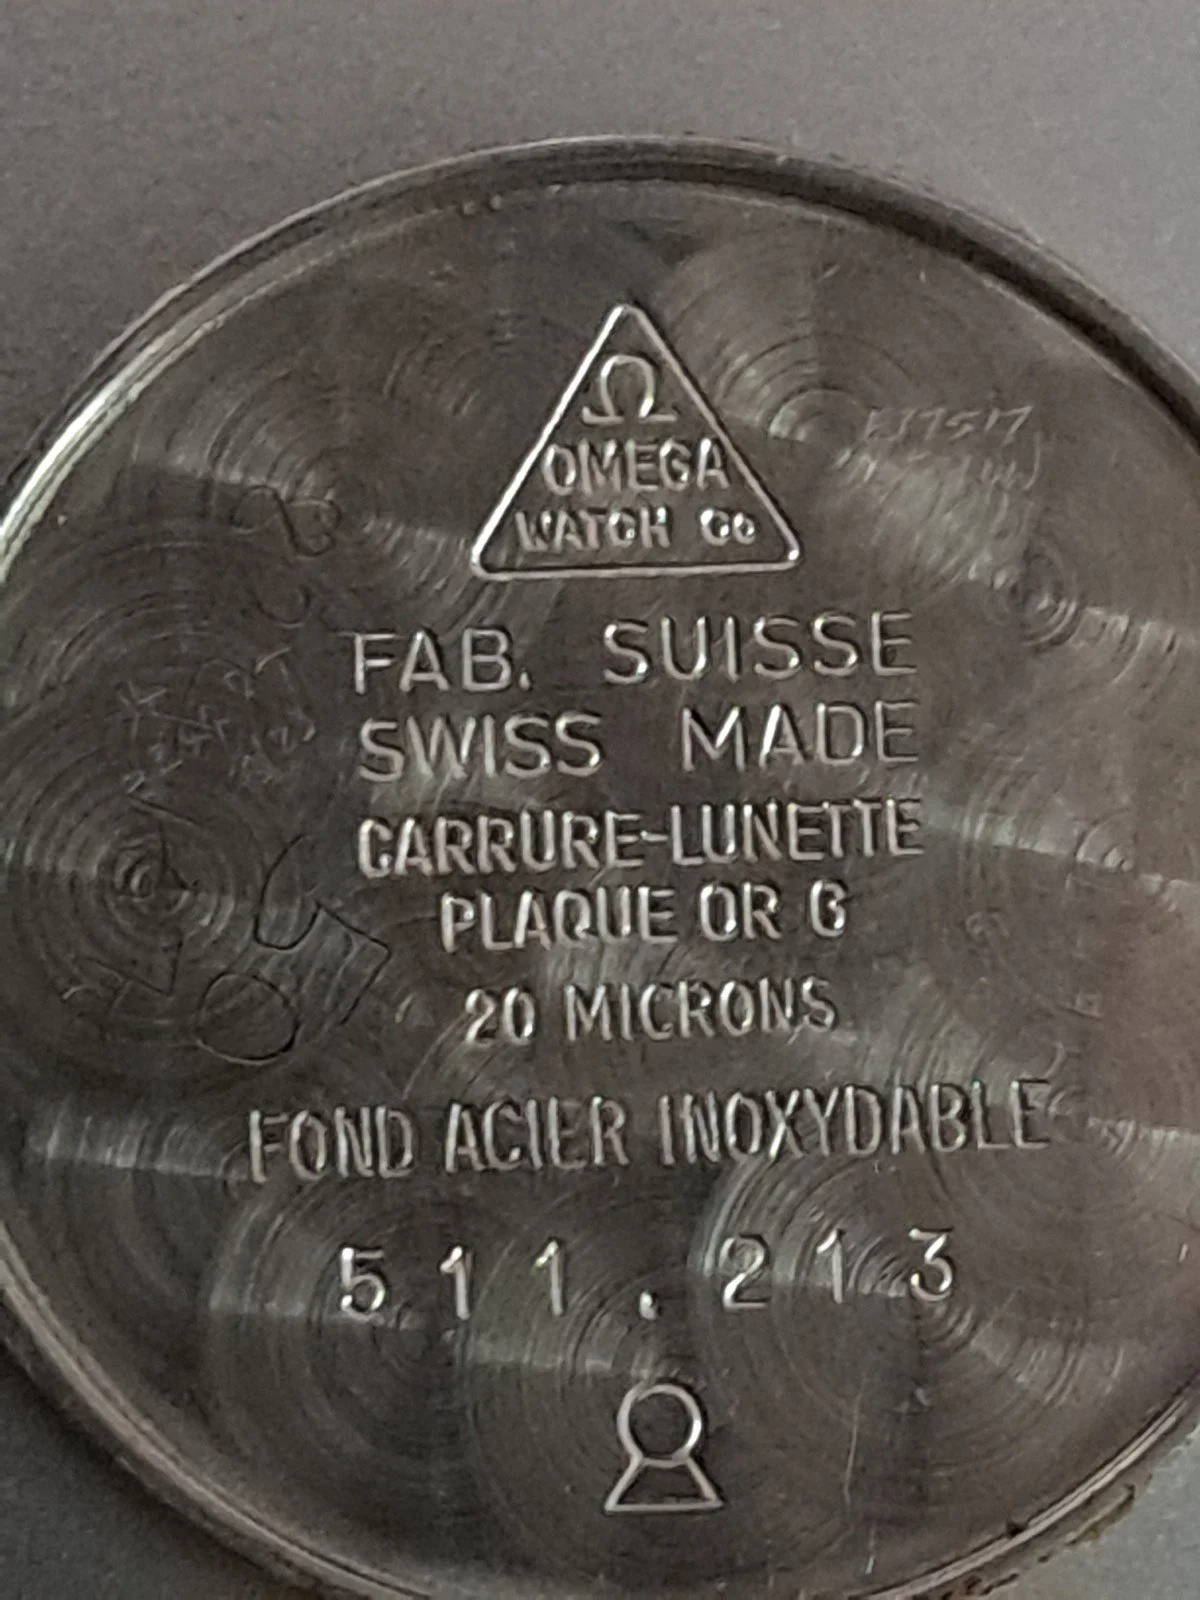 Ω
OMEGA
WATCH Co
FAB. SUISSE
SWISS MADE
CARRURE-LUNETTE
PLAQUE OR G
20 MICRONS
FOND ACIER INOXYDABLE
511.213